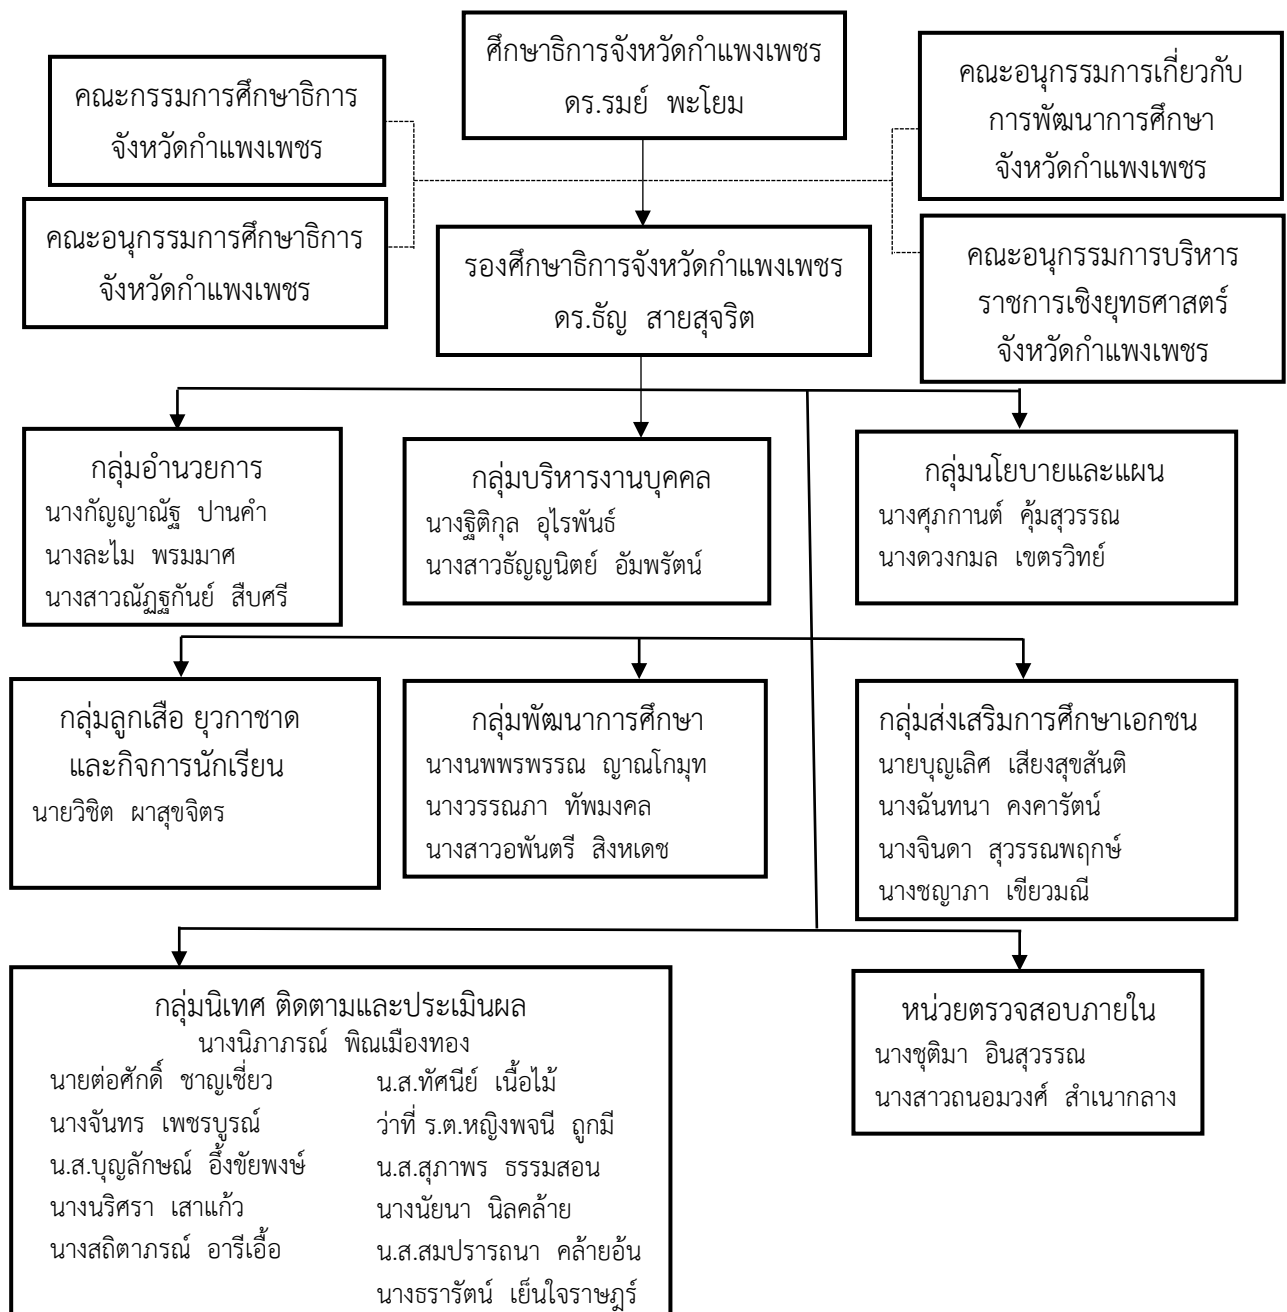 ศึกษาธิการจังหวัดกำแพงเพชร
ดร.รมย์ พะโยม
คณะกรรมการศึกษาธิการ
จังหวัดกำแพงเพชร
คณะอนุกรรมการเกี่ยวกับ
การพัฒนาการศึกษา
จังหวัดกำแพงเพชร
คณะอนุกรรมการศึกษาธิการ
จังหวัดกำแพงเพชร
รองศึกษาธิการจังหวัดกำแพงเพชร
ดร.ธัญ สายสุจริต
คณะอนุกรรมการบริหาร
ราชการเชิงยุทธศาสตร์
จังหวัดกำแพงเพชร
กลุ่มอำนวยการ
นางกัญญาณัฐ ปานคำ
นางละไม พรมมาศ
นางสาวณัฏฐกันย์ สืบศรี
กลุ่มบริหารงานบุคคล
นางฐิติกุล อุไรพันธ์
นางสาวธัญญนิตย์ อัมพรัตน์
กลุ่มนโยบายและแผน
นางศุภกานต์ คุ้มสุวรรณ
นางดวงกมล เขตรวิทย์
กลุ่มลูกเสือ ยุวกาชาด
และกิจการนักเรียน
นายวิชิต ผาสุขจิตร
กลุ่มพัฒนาการศึกษา
นางนพพรพรรณ ญาณโกมุท
นางวรรณภา ทัพมงคล
นางสาวอพันตรี สิงหเดช
กลุ่มส่งเสริมการศึกษาเอกชน
นายบุญเลิศ เสียงสุขสันติ
นางฉันทนา คงคารัตน์
นางจินดา สุวรรณพฤกษ์
นางชญาภา เขียวมณี
กลุ่มนิเทศ ติดตามและประเมินผล
นางนิภาภรณ์ พิณเมืองทอง
นายต่อศักดิ์ ชาญเชี่ยว
นางจันทร เพชรบูรณ์
น.ส.บุญลักษณ์ อึ้งชัยพงษ์
นางนริศรา เสาแก้ว
นางสถิตาภรณ์ อารีเอื้อ
น.ส.ทัศนีย์ เนื้อไม้
ว่าที่ ร.ต.หญิงพจนี ถูกมี
น.ส.สุภาพร ธรรมสอน
นางนัยนา นิลคล้าย
น.ส.สมปรารถนา คล้ายอ้น
นางธรารัตน์ เย็นใจราษฎร์
หน่วยตรวจสอบภายใน
นางชุติมา อินสุวรรณ
นางสาวถนอมวงศ์ สำเนากลาง